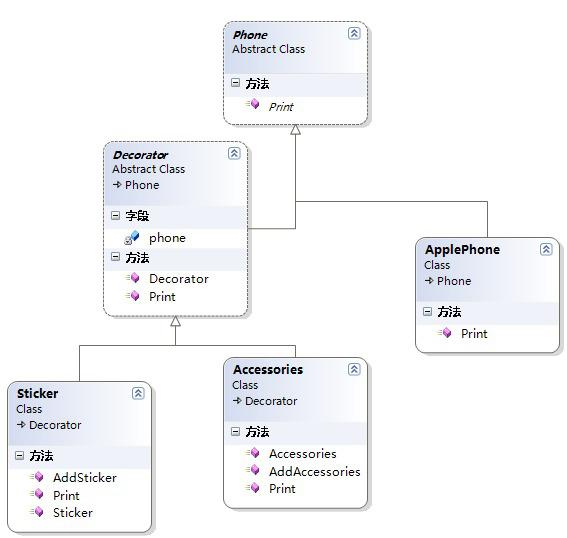 Phone
Abstract Class
方法
Print
Decorator
Abstract Class
Phone
字段
phone
方法
Decorator
Print
ApplePhone
Class
Phone
方法
Print
Sticker
Class
Decorator
方法
AddSticker
Print
Sticker
Accessories
Class
Decorator
方法
Accessories
AddAccessories
Print